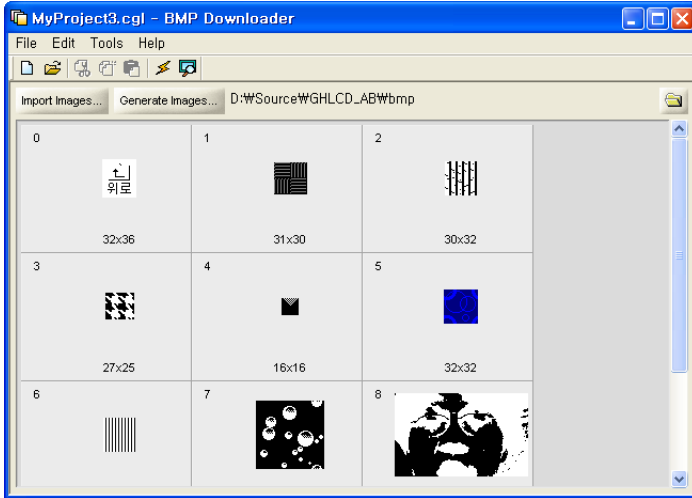 MyProject3.cgl - BMP Downloader
File Edit Tools Help
Import Images... Generate Images... D:₩Source₩GHLCD_AB₩bmp
0 1 2
위로
32x36 31x30 30x32
3 4 5
27x25 16x16 32x32
6 7 8